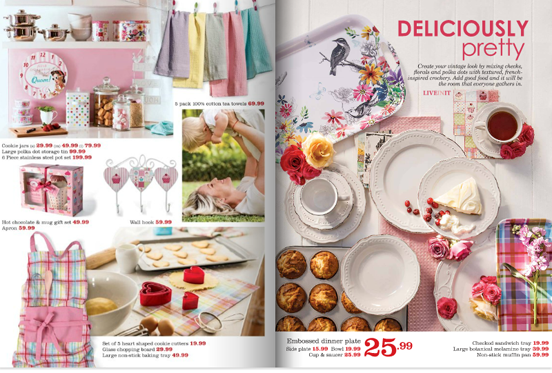 5 pack 100% cotton tea towels 69.99
Cookie jars (s) 29.99 (m) 49.99 (l) 79.99
Large polka dot storage tin 99.99
6 Piece stainless steel pot set 199.99
Hot chocolate & mug gift set 49.99
Apron 59.99
Wall hook 59.99
Set of 3 heart shaped cookie cutters 19.99
Glass chopping board 29.99
Large non-stick baking tray 49.99
DELICIOUSLY
pretty
Create your vintage look by mixing checks,
florals and polka dots with textured, french-
inspired crockery. Add good food and it will be
the room that everyone gathers in.
Embossed dinner plate 25.99
Side plate 15.99 Bowl 19.99
Cup & saucer 25.99
Checked sandwich tray 19.99
Large botanical melamine tray 59.99
Non-stick muffin pan 59.99